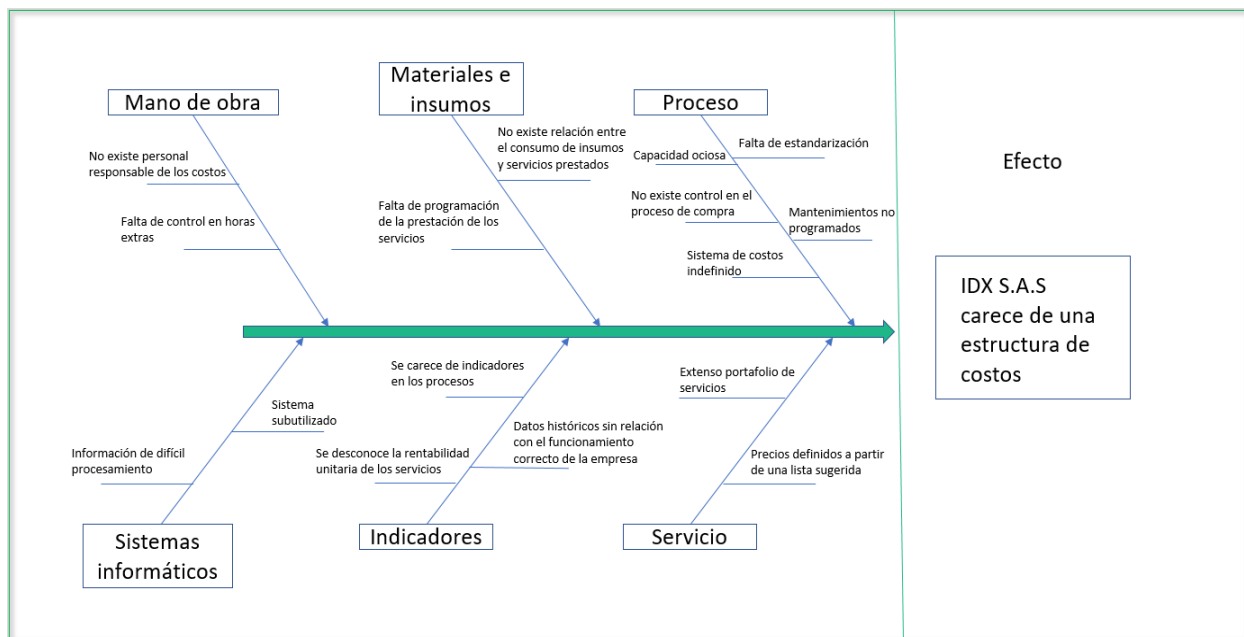 Mano de obra
No existe personal
responsable de los costos
Falta de control en horas
extras
Materiales e
insumos
No existe relación entre
el consumo de insumos
y servicios prestados
Falta de programación
de la prestación de los
servicios
Proceso
Falta de estandarización
Capacidad ociosa
No existe control en el
proceso de compra
Mantenimientos no
programados
Sistema de costos
indefinido
Efecto
IDX S.A.S
carece de una
estructura de
costos
Sistema
subutilizado
Información de difícil
procesamiento
Sistemas
informáticos
Se carece de indicadores
en los procesos
Datos históricos sin relación
con el funcionamiento
correcto de la empresa
Se desconoce la rentabilidad
unitaria de los servicios
Indicadores
Extenso portafolio de
servicios
Precios definidos a partir
de una lista sugerida
Servicio